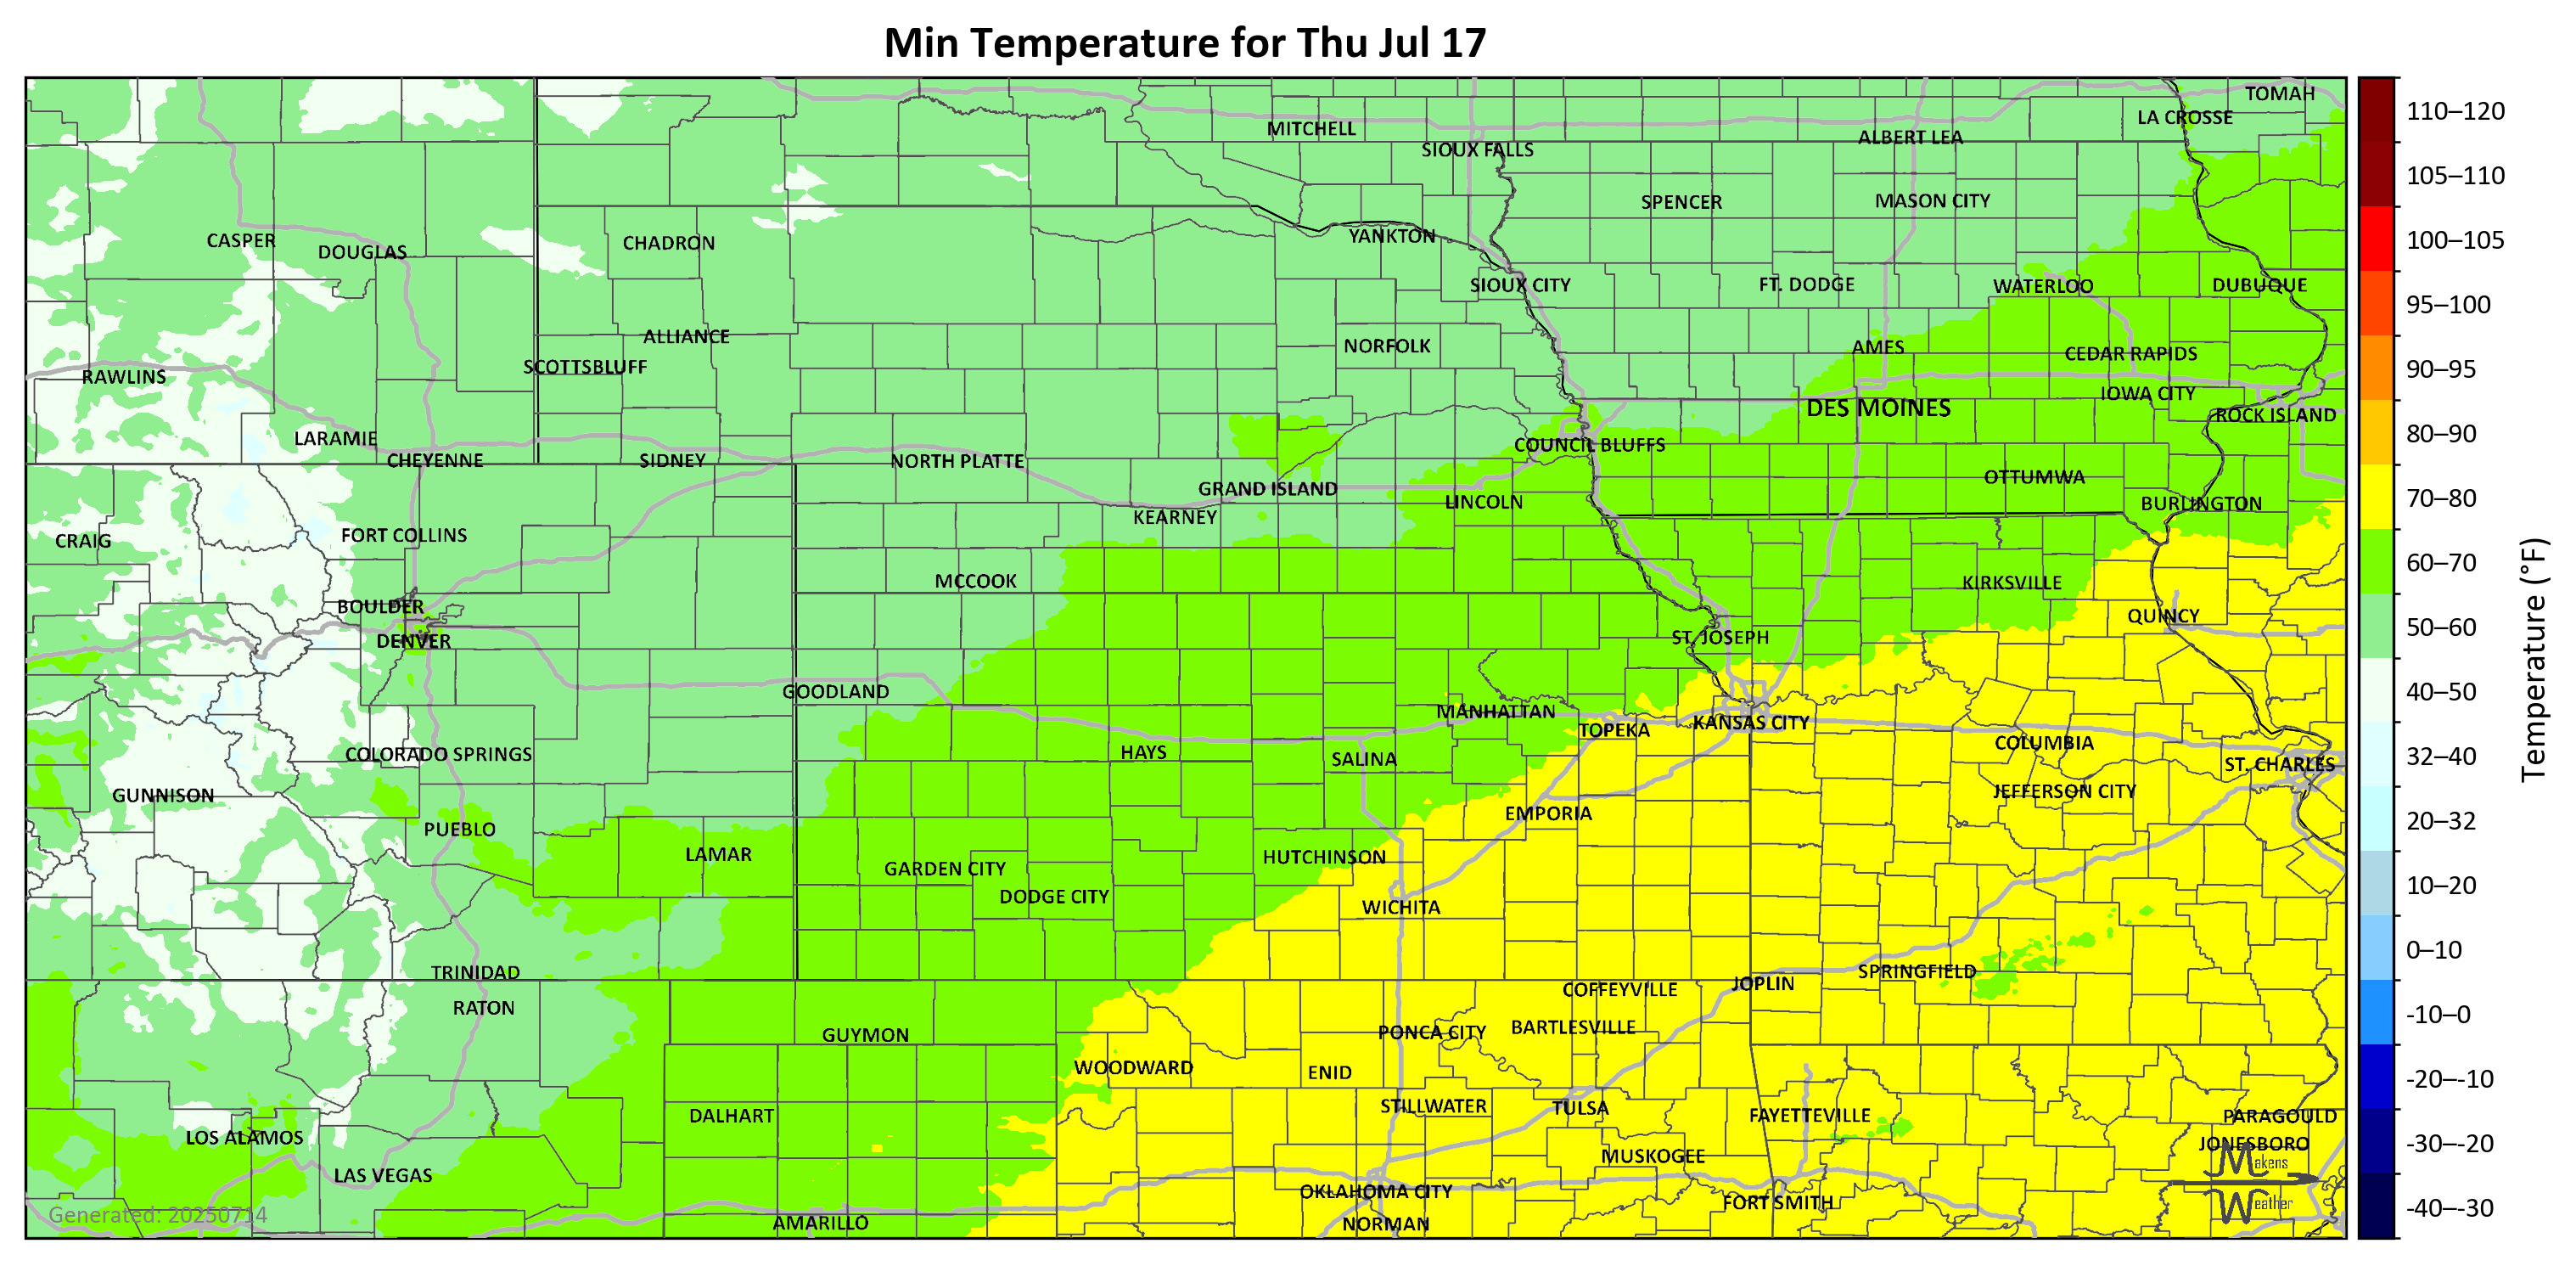 Min Temperature for Thu Jul 17
TOMAH
LA CROSSE
MITCHELL
ALBERT LEA
SIOUX FALLS
SPENCER
MASON CITY
YANKTON
CASPER
CHADRON
DOUGLAS
SIOUX CITY
FT. DODGE
WATERLOO
DUBUQUE
ALLIANCE
NORFOLK
AMES
CEDAR RAPIDS
SCOTTSBLUFF
RAWLINS
IOWA CITY
DES MOINES
ROCK ISLAND
LARAMIE
COUNCIL BLUFFS
CHEYENNE
SIDNEY
NORTH PLATTE
OTTUMWA
GRAND ISLAND
LINCOLN
BURLINGTON
KEARNEY
FORT COLLINS
CRAIG
MCCOOK
KIRKSVILLE
BOULDER
QUINCY
DENVER
ST. JOSEPH
GOODLAND
MANHATTAN
KANSAS CITY
TOPEKA
COLUMBIA
COLORADO SPRINGS
HAYS
SALINA
ST. CHARLES
GUNNISON
JEFFERSON CITY
EMPORIA
PUEBLO
LAMAR
HUTCHINSON
GARDEN CITY
DODGE CITY
WICHITA
TRINIDAD
SPRINGFIELD
JOPLIN
COFFEYVILLE
RATON
BARTLESVILLE
PONCA CITY
GUYMON
WOODWARD
ENID
STILLWATER
TULSA
DALHART
FAYETTEVILLE
PARAGOULD
LOS ALAMOS
JONESBORO
MUSKOGEE
LAS VEGAS
OKLAHOMA CITY
FORT SMITH
AMARILLO
NORMAN
Generated: 20250714
Makens
Weather
110–120
105–110
100–105
95–100
90–95
80–90
70–80
60–70
50–60
40–50
32–40
20–32
10–20
0–10
-10–0
-20–-10
-30–-20
-40–-30
Temperature (°F)